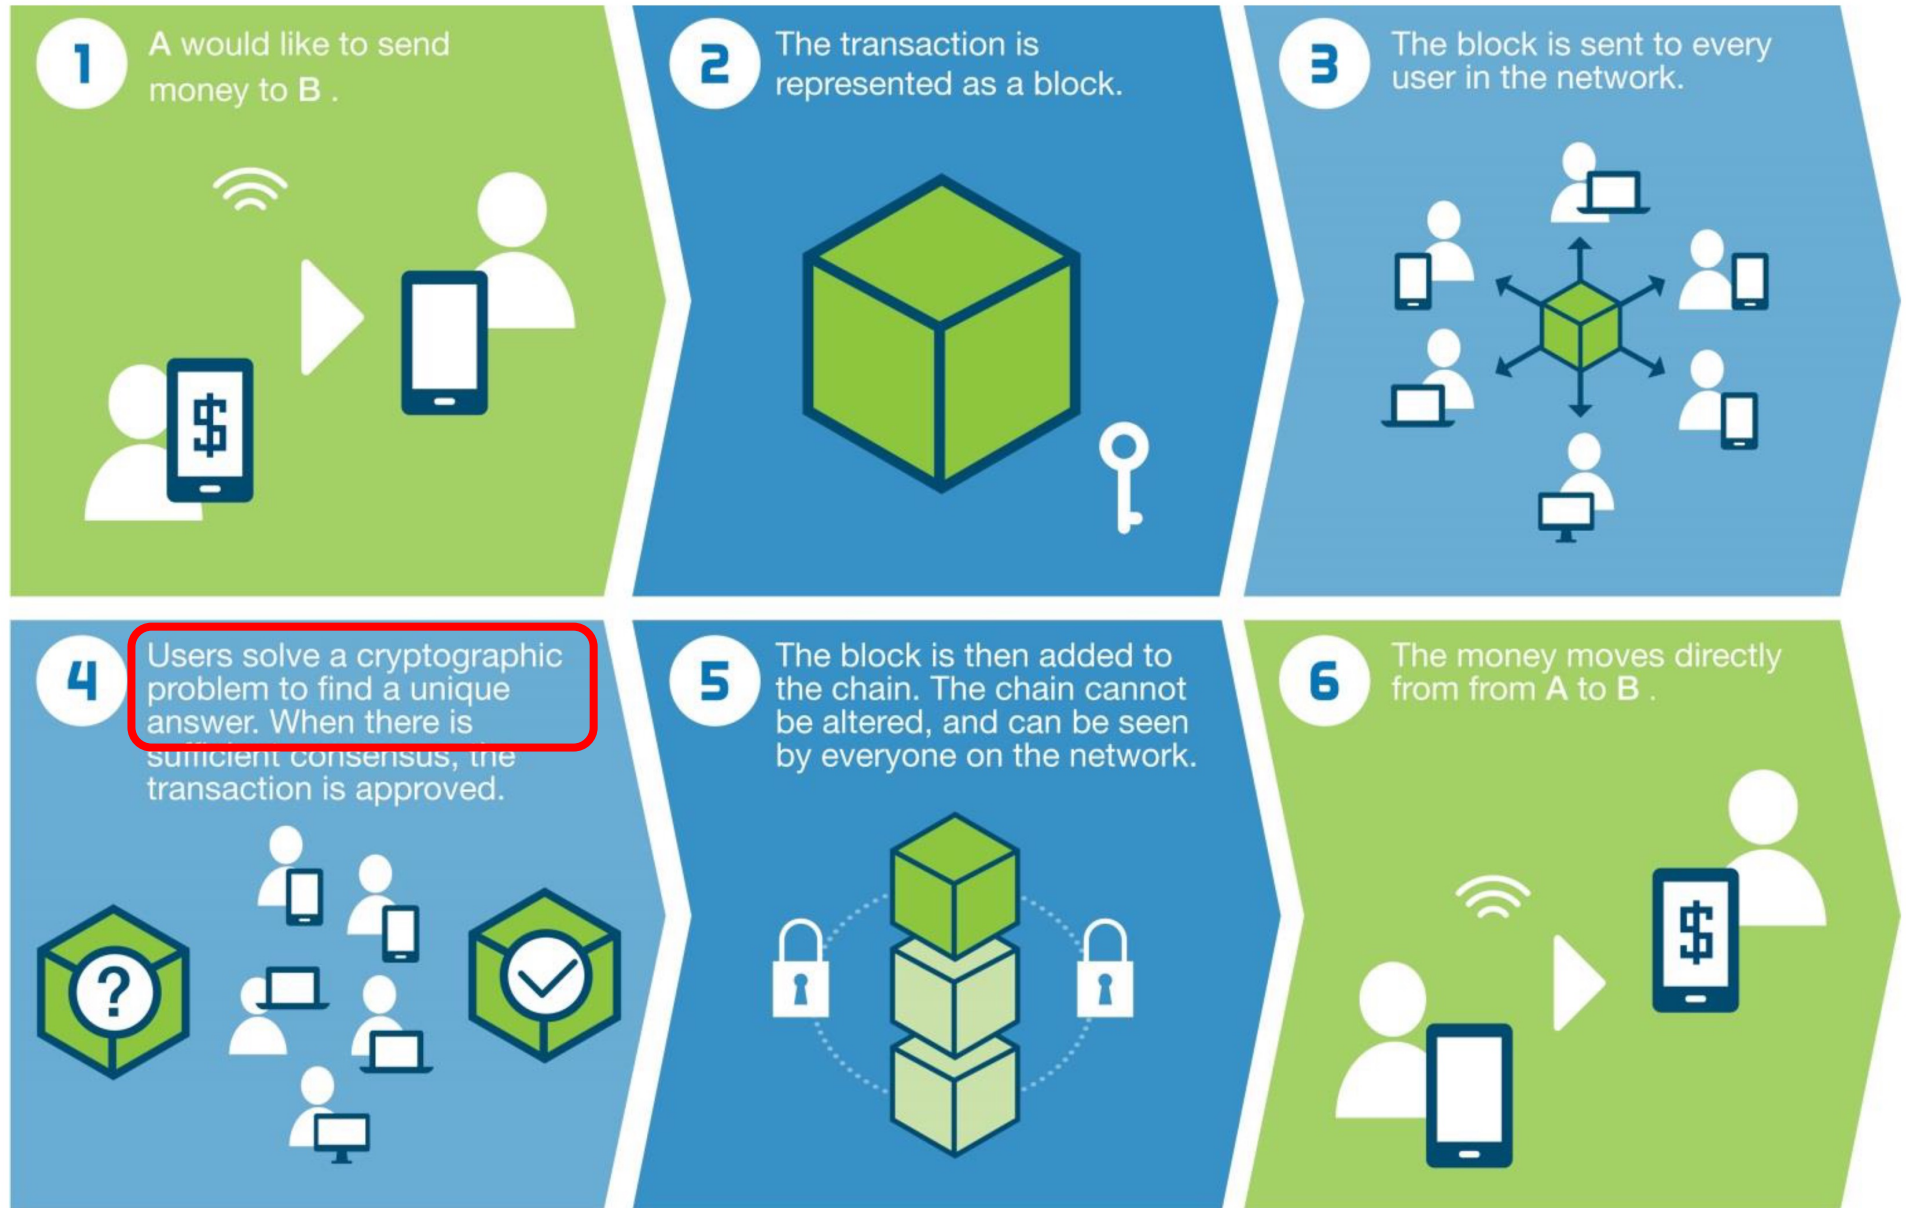 1
A would like to send
money to B .
2
The transaction is
represented as a block.
3
The block is sent to every
user in the network.
$
4
Users solve a cryptographic
problem to find a unique
answer. When there is
sufficient consensus, the
transaction is approved.
?
5
The block is then added to
the chain. The chain cannot
be altered, and can be seen
by everyone on the network.
6
The money moves directly
from from A to B .
$